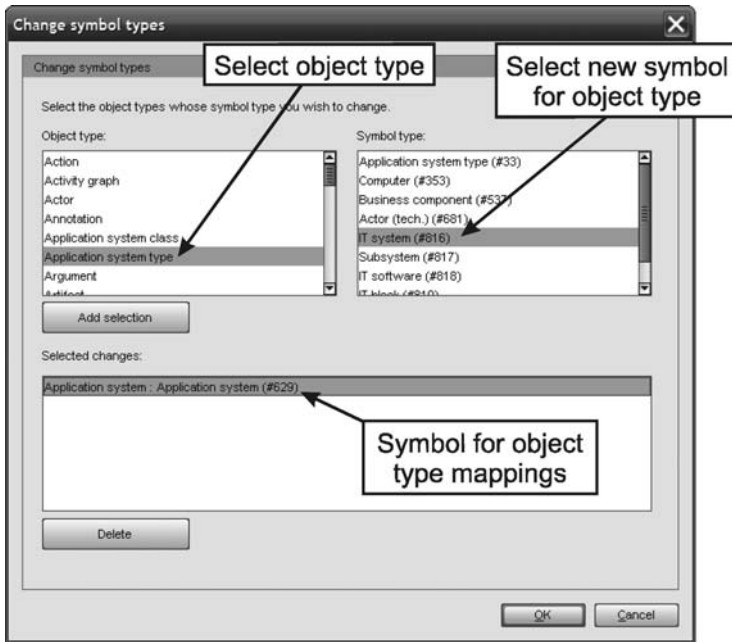 Change symbol types
Change symbol types
Select object type
Select new symbol
for object type
Select the object types whose symbol type you wish to change.
Object type:
Action
Activity graph
Actor
Annotation
Application system class
Application system type
Argument
Artifact
Symbol type:
Application system type (#33)
Computer (#353)
Business component (#537)
Actor (tech.) (#681)
IT system (#816)
Subsystem (#817)
IT software (#818)
IT block (#819)
Add selection
Selected changes:
Application system : Application system (#629)
Symbol for object
type mappings
Delete
OK
Cancel